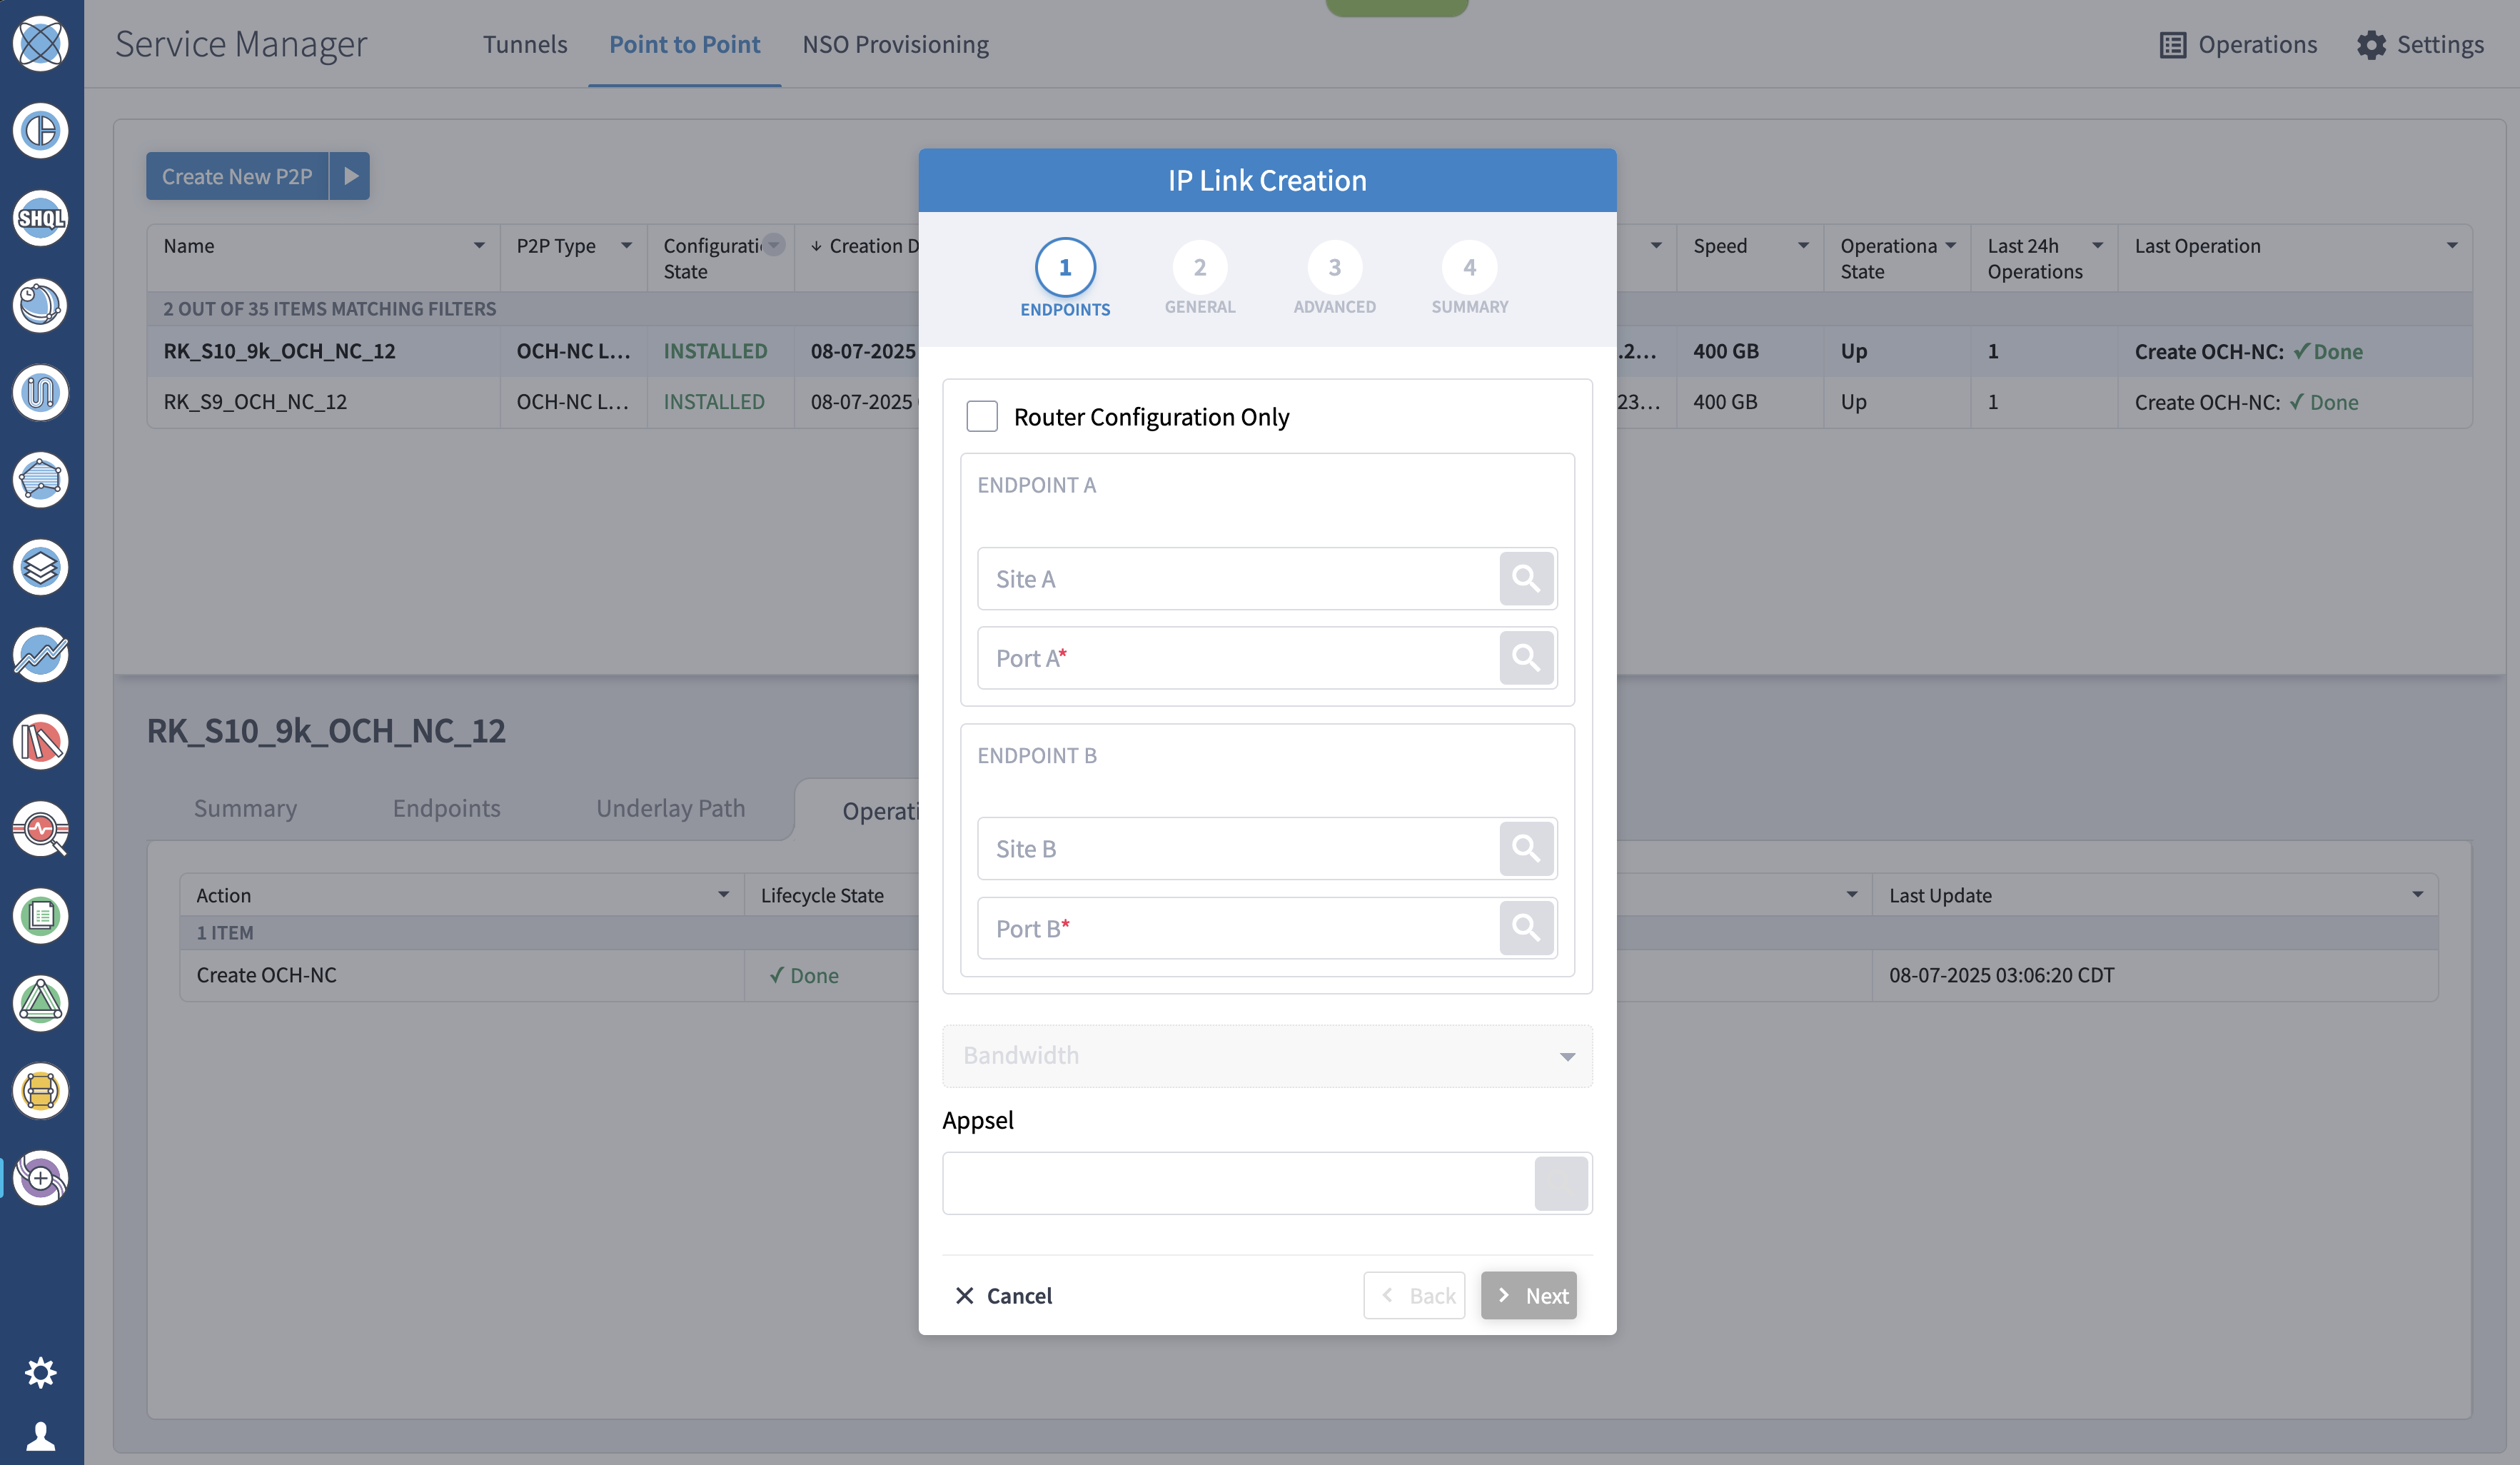 Service Manager
Tunnels
Point to Point
NSO Provisioning
Operations
Settings
SHQL
Create New P2P
Name
P2P Type
Configurati
State
Creation D
Speed
Operationa
State
Last 24h
Operations
Last Operation
2 OUT OF 35 ITEMS MATCHING FILTERS
RK_S10_9k_OCH_NC_12 OCH-NC L... INSTALLED 08-07-2025 .2... 400 GB Up 1 Create OCH-NC: ✓ Done
RK_S9_OCH_NC_12 OCH-NC L... INSTALLED 08-07-2025 23... 400 GB Up 1 Create OCH-NC: ✓ Done
RK_S10_9k_OCH_NC_12
Summary
Endpoints
Underlay Path
Operati
Action
Lifecycle State
Last Update
1 ITEM
Create OCH-NC ✓ Done 08-07-2025 03:06:20 CDT
IP Link Creation
1 2 3 4
ENDPOINTS GENERAL ADVANCED SUMMARY
Router Configuration Only
ENDPOINT A
Site A
Port A*
ENDPOINT B
Site B
Port B*
Bandwidth
Appsel
Cancel
Back
Next